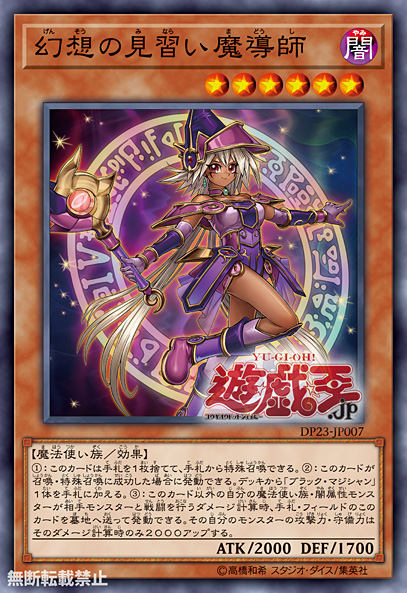 幻想の見習い魔導師
闇
YU-GI-OH!
遊戯王.JP
DP23-JP007
【魔法使い族／効果】
①：このカードは手札を1枚捨てて、手札から特殊召喚できる。②：このカードが
召喚・特殊召喚に成功した場合に発動できる。デッキから「ブラック・マジシャン」
1体を手札に加える。③：このカード以外の自分の魔法使い族・闇属性モンス
ターが相手モンスターと戦闘を行うダメージ計算時、手札・フィールドのこの
カードを墓地へ送って発動できる。その自分のモンスターの攻撃力・守備力は
そのダメージ計算時のみ2000アップする。
ATK/2000 DEF/1700
無断転載禁止
©高橋和希 スタジオ・ダイス/集英社